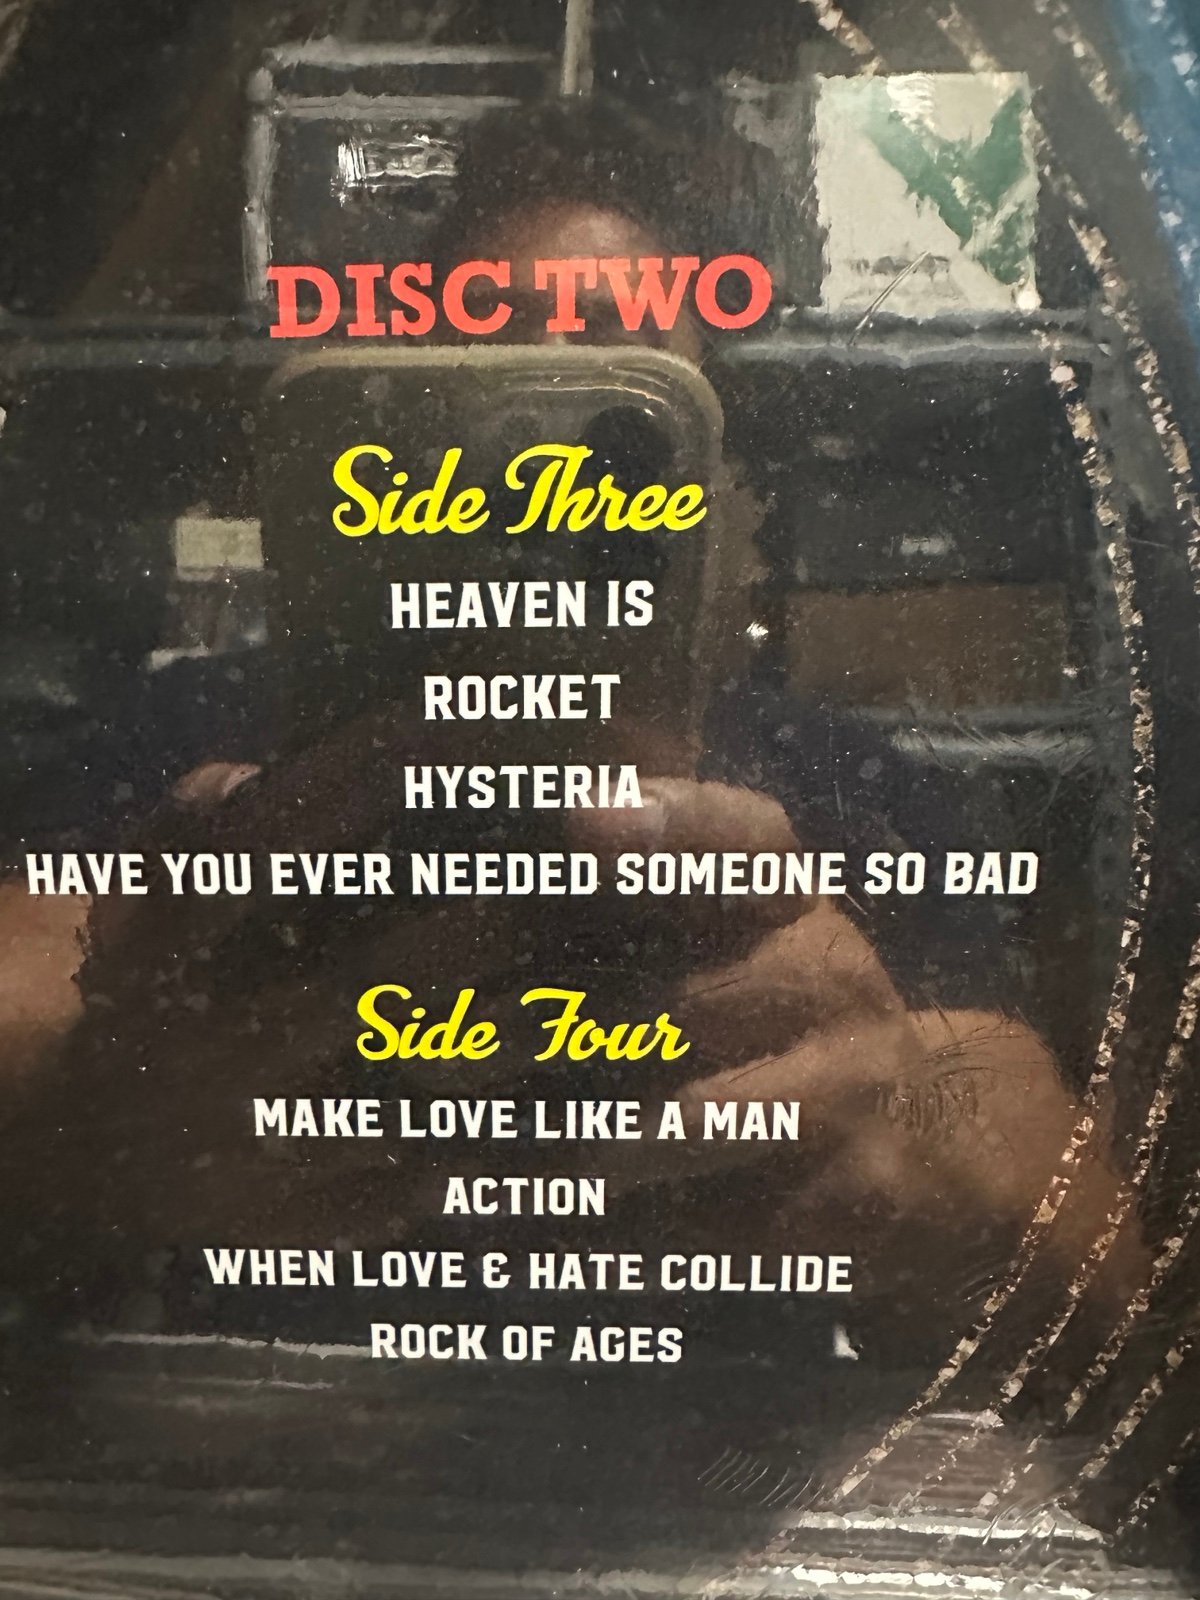 DISC TWO
Side Three
HEAVEN IS
ROCKET
HYSTERIA
HAVE YOU EVER NEEDED SOMEONE SO BAD
Side Four
MAKE LOVE LIKE A MAN
ACTION
WHEN LOVE & HATE COLLIDE
ROCK OF AGES